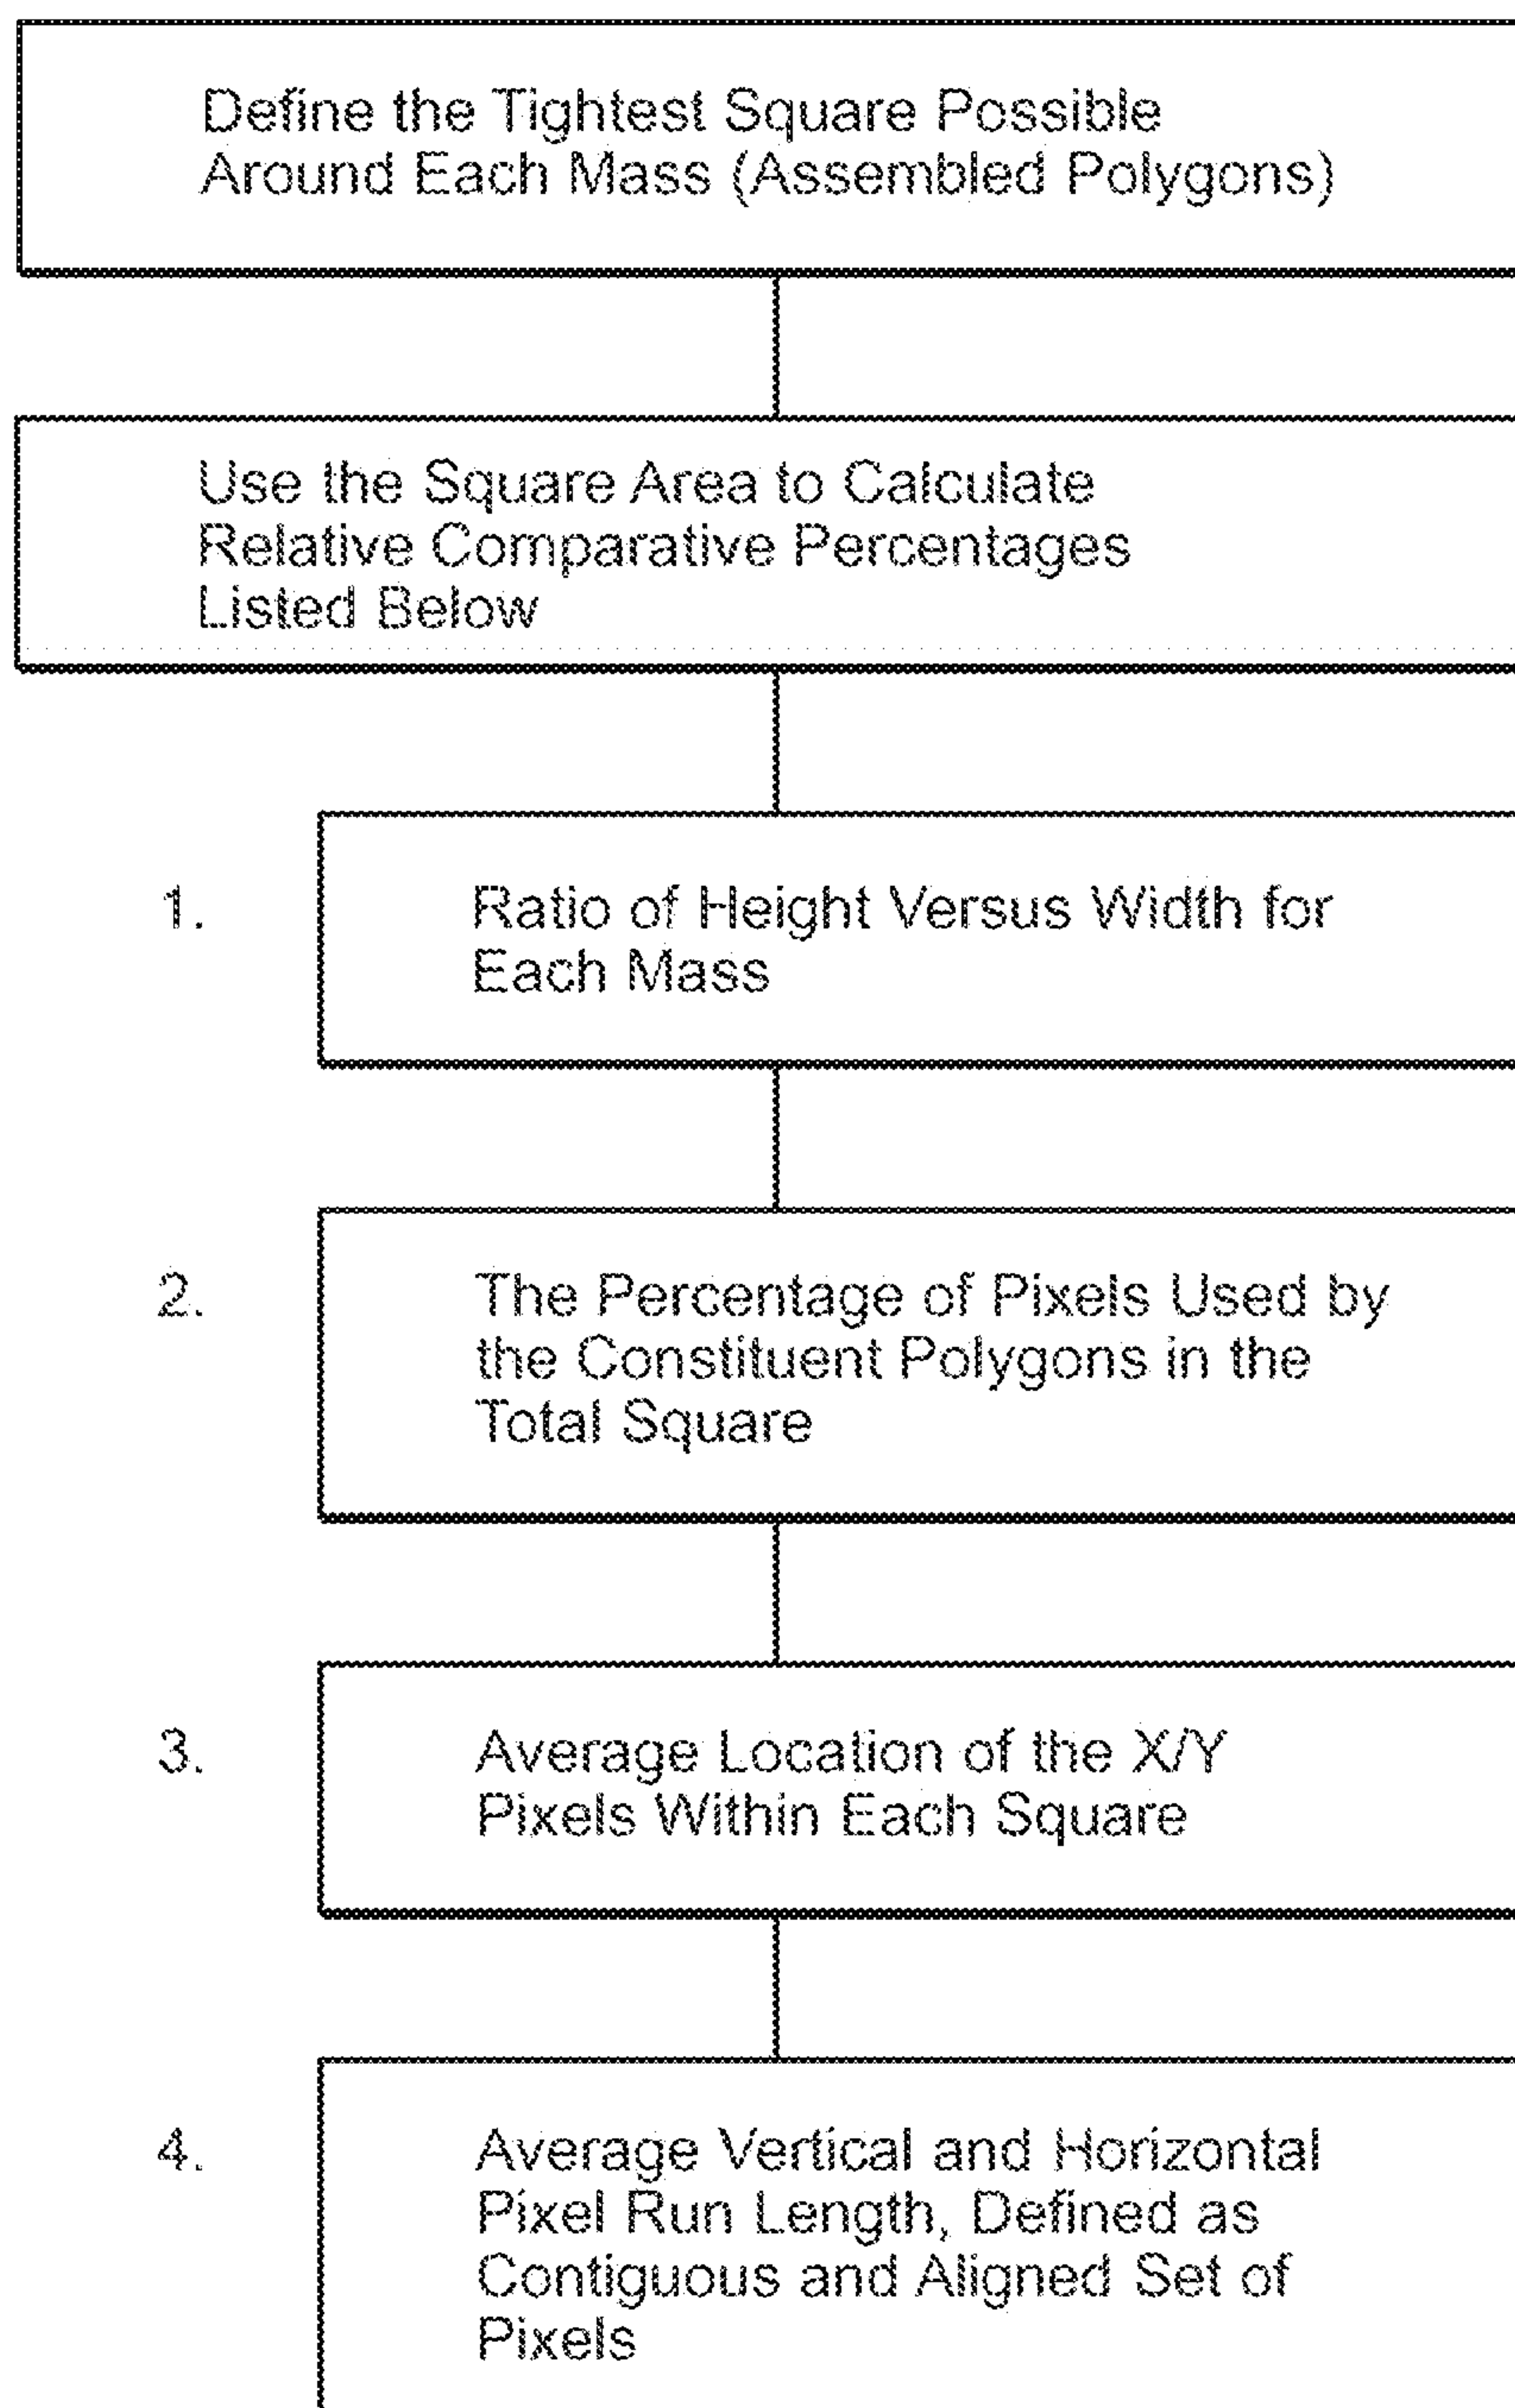 Define the Tightest Square Possible
Around Each Mass (Assembled Polygons)
Use the Square Area to Calculate
Relative Comparative Percentages
Listed Below
1.
Ratio of Height Versus Width for
Each Mass
2.
The Percentage of Pixels Used by
the Constituent Polygons in the
Total Square
3.
Average Location of the X/Y
Pixels Within Each Square
4.
Average Vertical and Horizontal
Pixel Run Length, Defined as
Contiguous and Aligned Set of
Pixels